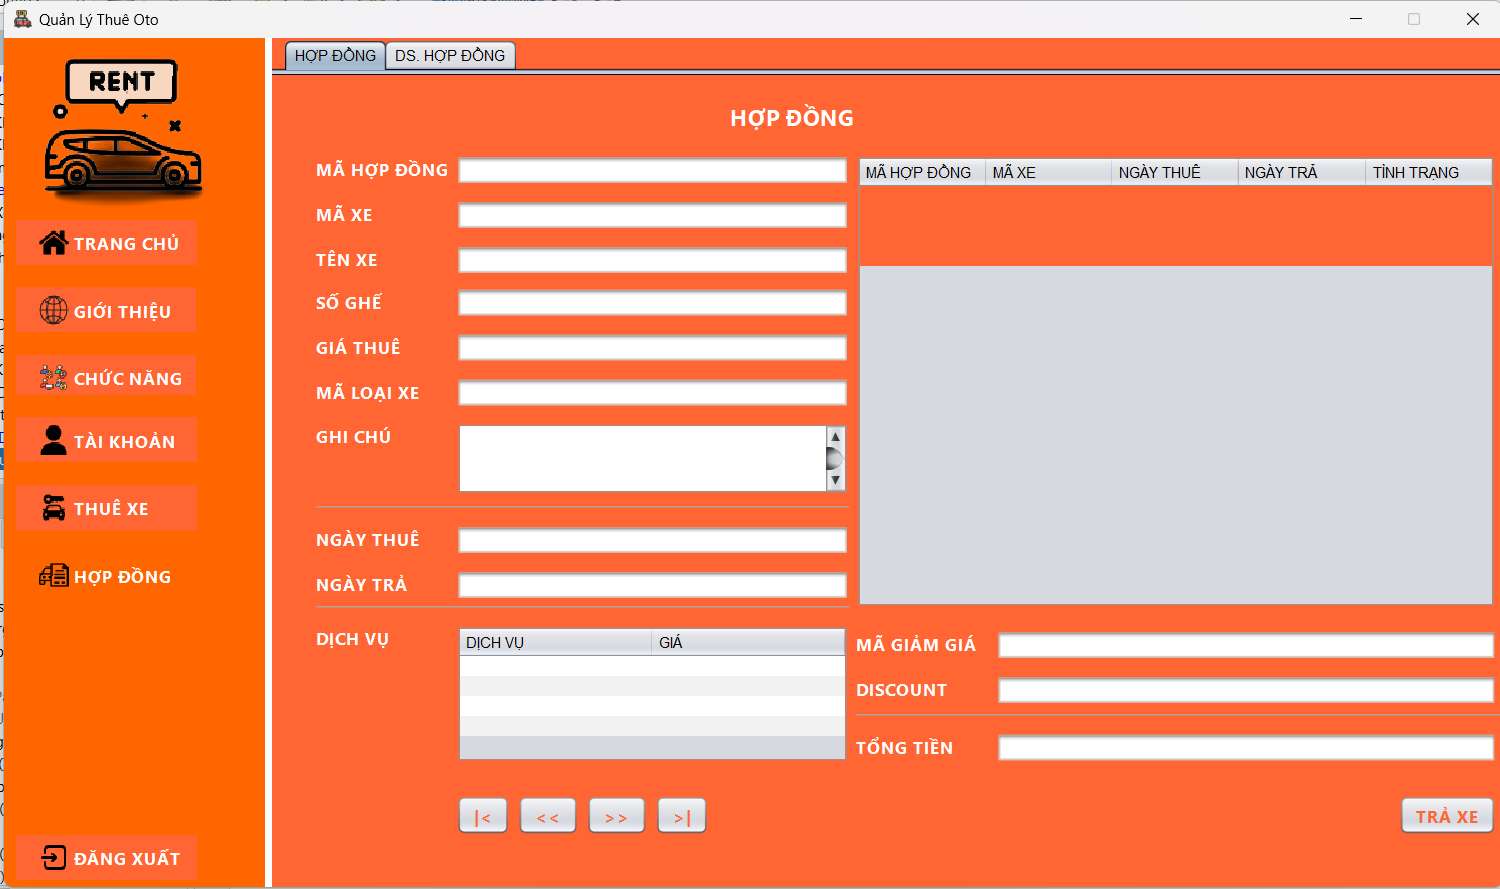 Quản Lý Thuê Oto
RENT
TRANG CHỦ
GIỚI THIỆU
CHỨC NĂNG
TÀI KHOẢN
THUÊ XE
HỢP ĐỒNG
ĐĂNG XUẤT
HỢP ĐỒNG DS. HỢP ĐỒNG
HỢP ĐỒNG
MÃ HỢP ĐỒNG
MÃ XE
TÊN XE
SỐ GHẾ
GIÁ THUÊ
MÃ LOẠI XE
GHI CHÚ
NGÀY THUÊ
NGÀY TRẢ
DỊCH VỤ
DỊCH VỤ GIÁ
|< << >> >|
MÃ HỢP ĐỒNG MÃ XE NGÀY THUÊ NGÀY TRẢ TÌNH TRẠNG
MÃ GIẢM GIÁ
DISCOUNT
TỔNG TIỀN
TRẢ XE